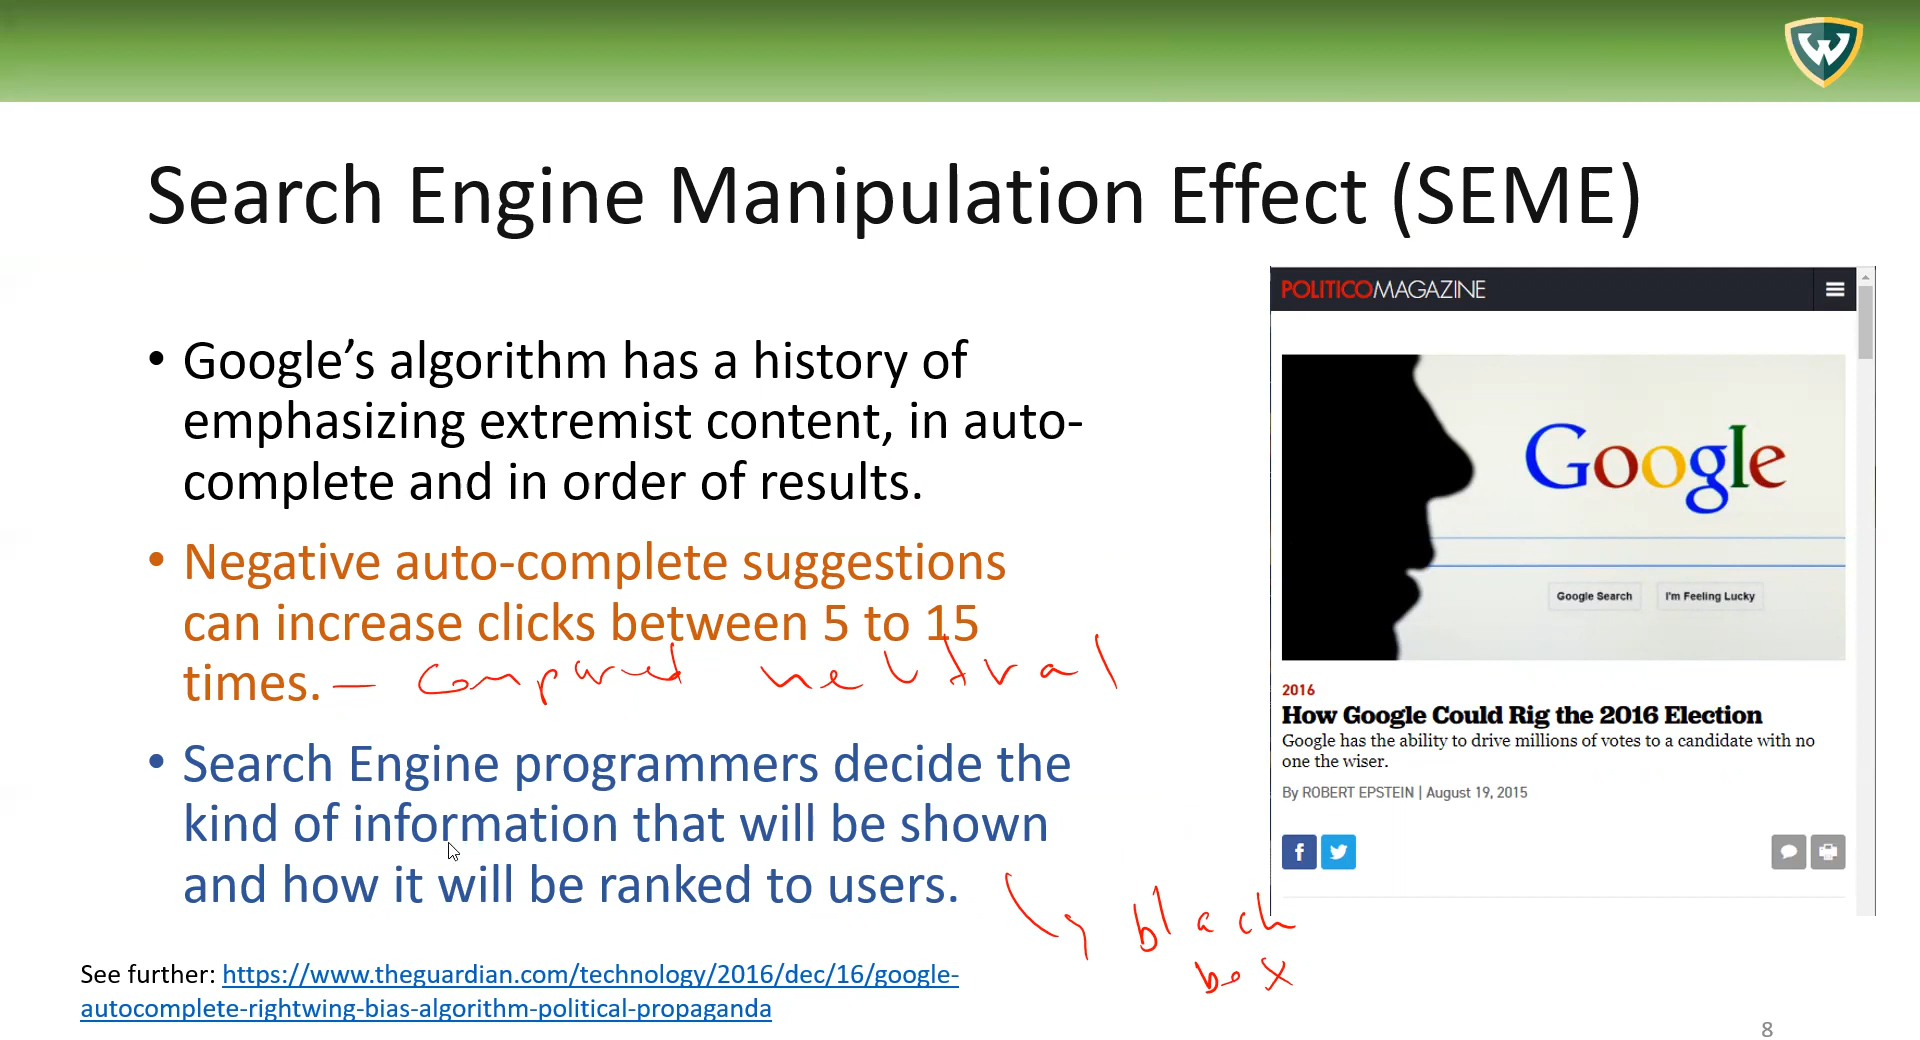 Search Engine Manipulation Effect (SEME)
• Google’s algorithm has a history of
emphasizing extremist content, in auto-
complete and in order of results.
• Negative auto-complete suggestions
can increase clicks between 5 to 15
times. — compared neutral
• Search Engine programmers decide the
kind of information that will be shown
and how it will be ranked to users.
black
box
See further: https://www.theguardian.com/technology/2016/dec/16/google-
autocomplete-rightwing-bias-algorithm-political-propaganda
POLITICOMAGAZINE
Google
Google Search I'm Feeling Lucky
2016
How Google Could Rig the 2016 Election
Google has the ability to drive millions of votes to a candidate with no
one the wiser.
By ROBERT EPSTEIN | August 19, 2015
8
W